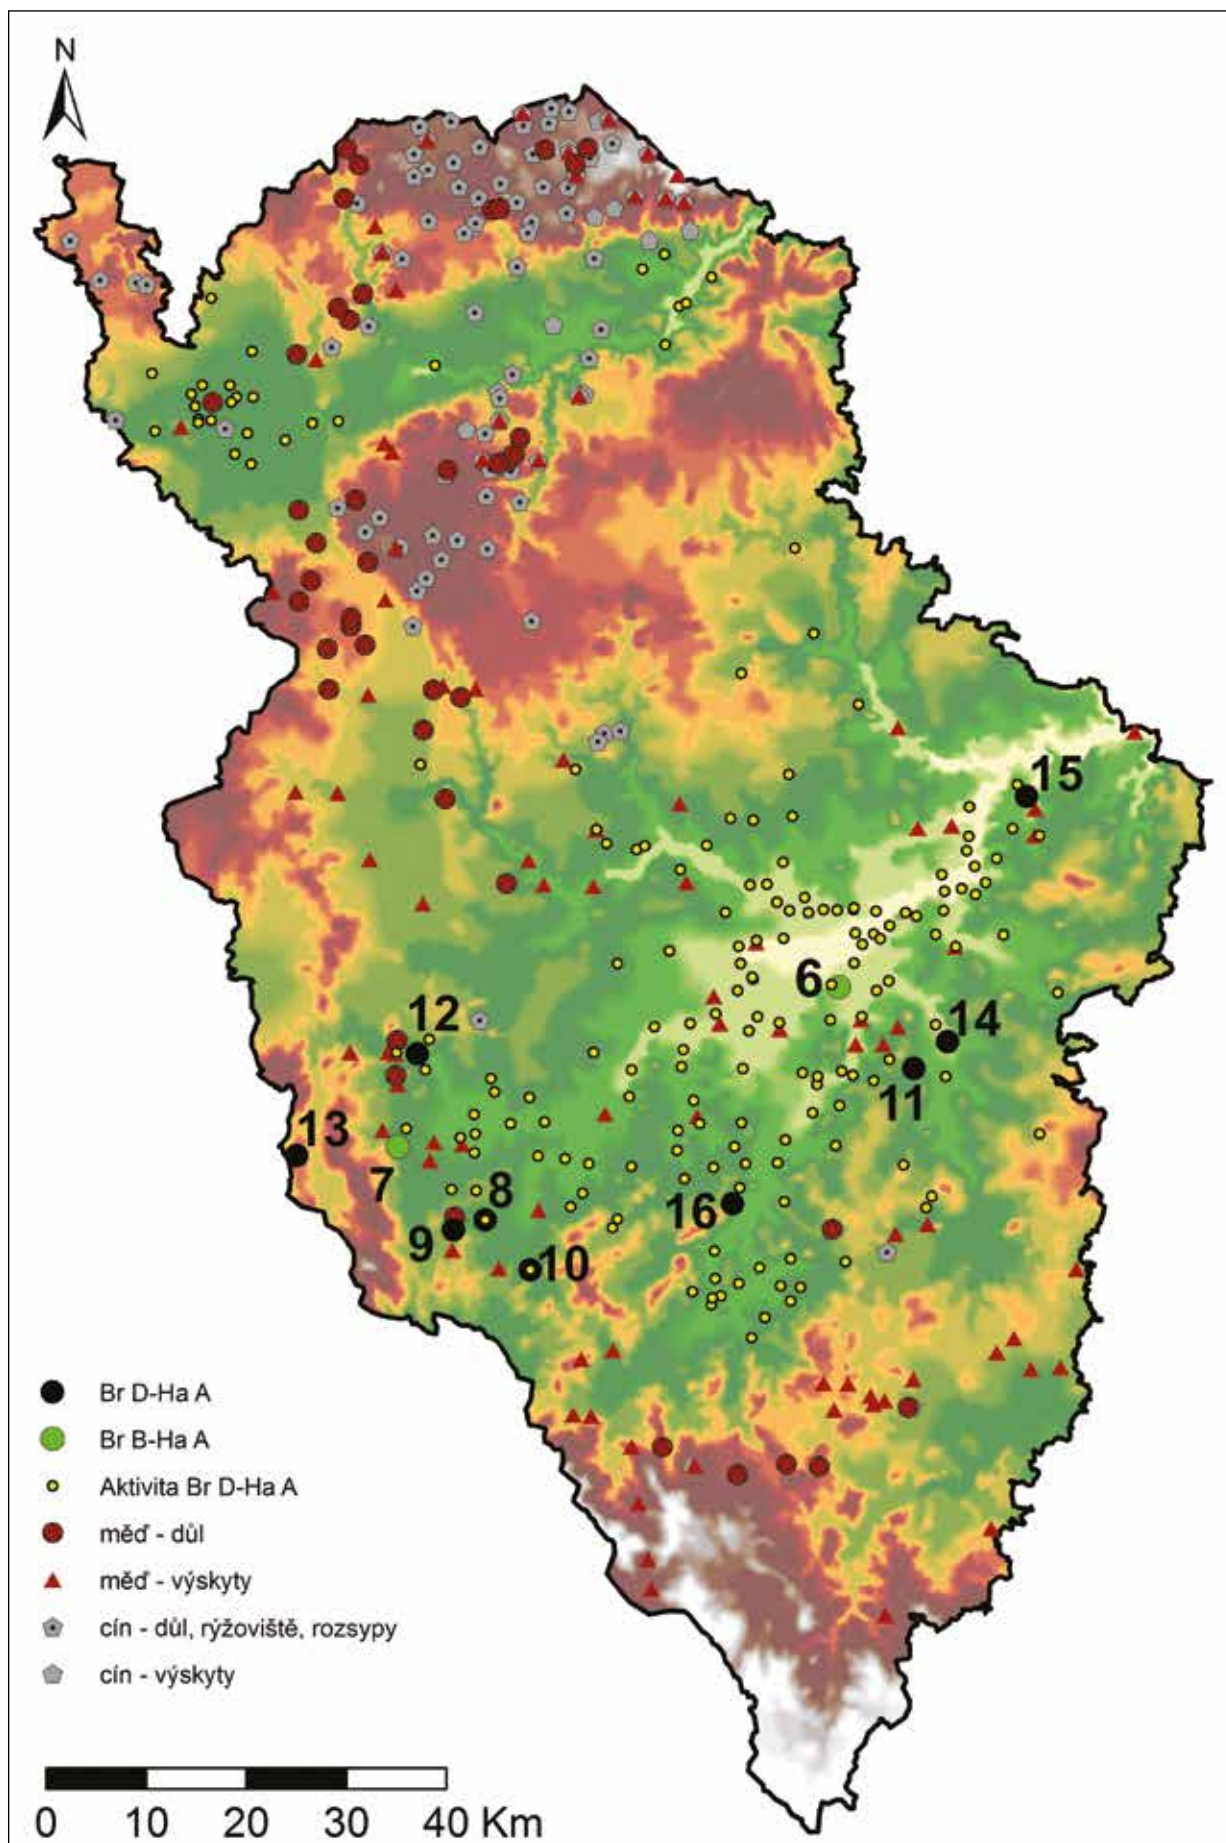 N
15
6
12
14
11
13
7
8
16
9
10
Br D-Ha A
Br B-Ha A
Aktivita Br D-Ha A
měď - důl
měď - výskyty
cín - důl, rýžoviště, rozsypy
cín - výskyty
0 10 20 30 40 Km